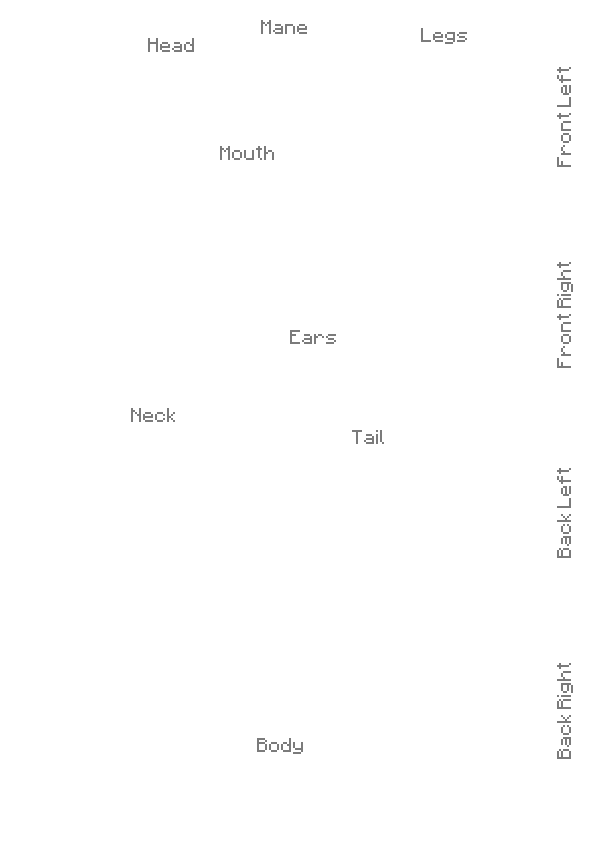 Mane
Legs
Head
Front Left
Mouth
Front Right
Ears
Neck
Tail
Back Left
Back Right
Body